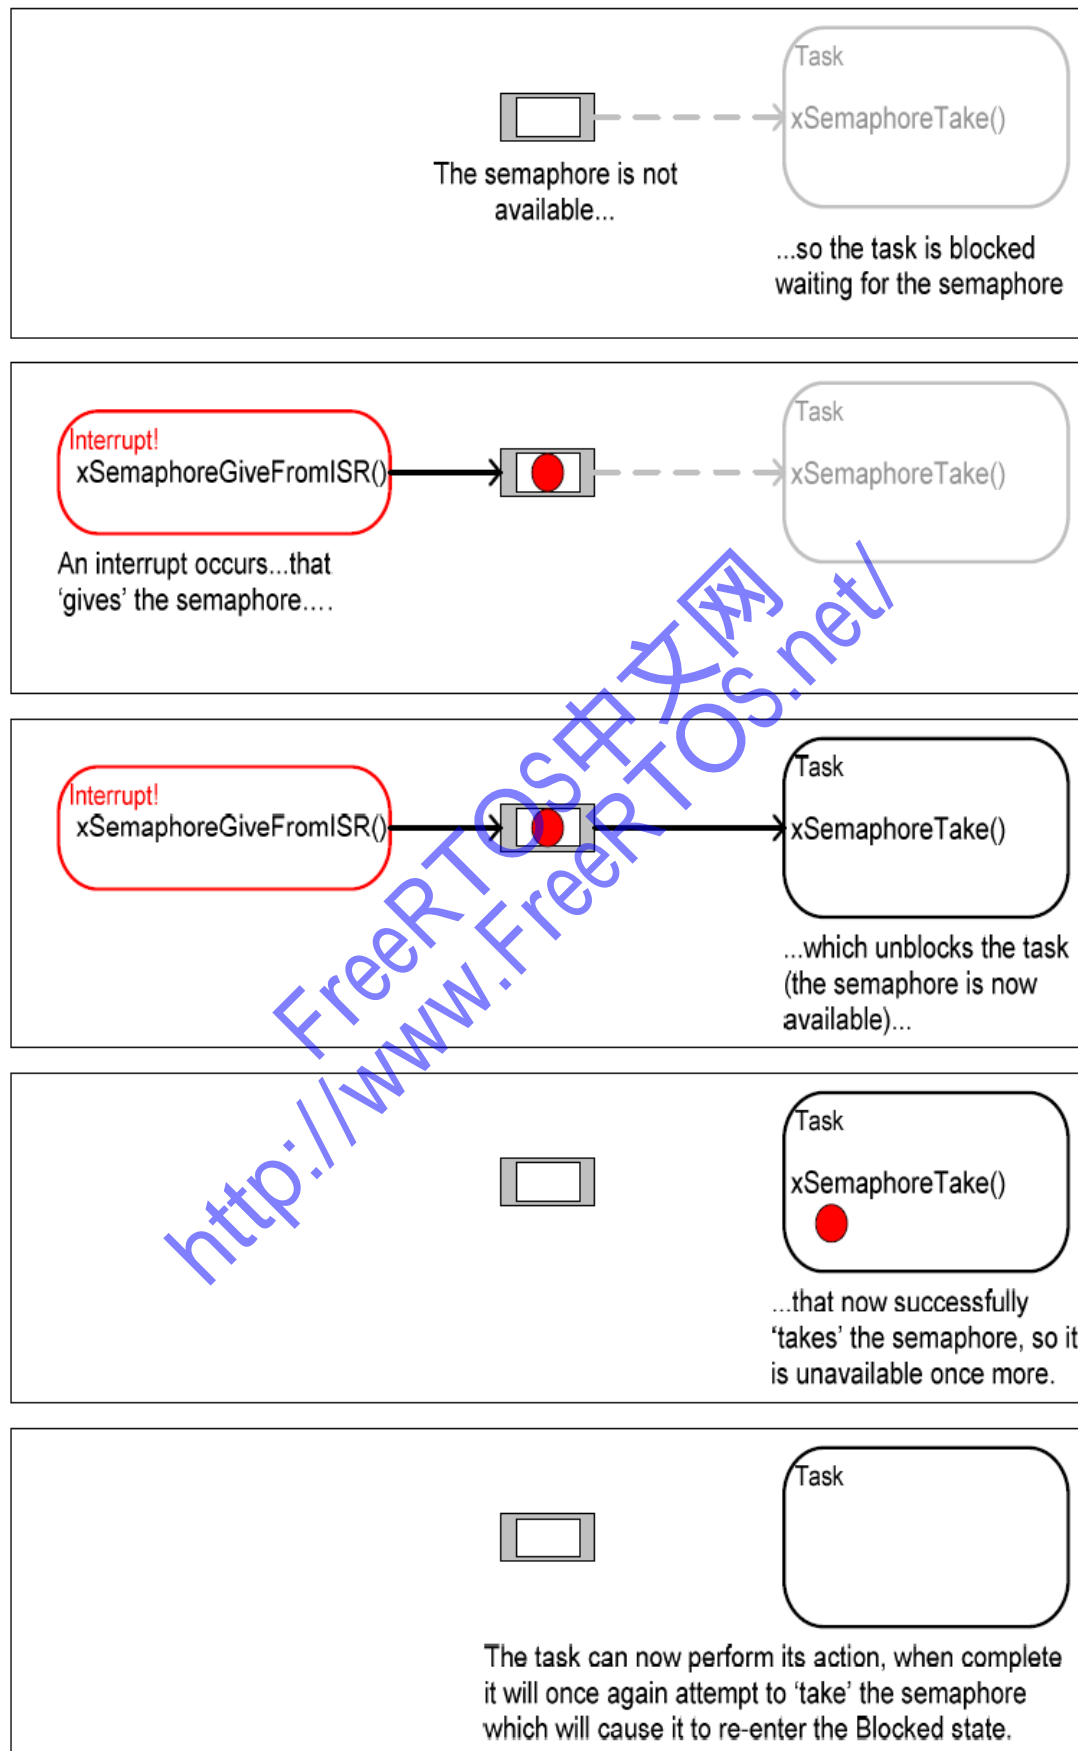 Task
xSemaphoreTake()
The semaphore is not
available...
...so the task is blocked
waiting for the semaphore
Interrupt!
xSemaphoreGiveFromISR()
Task
xSemaphoreTake()
An interrupt occurs...that
‘gives’ the semaphore....
Interrupt!
xSemaphoreGiveFromISR()
Task
xSemaphoreTake()
...which unblocks the task
(the semaphore is now
available)...
Task
xSemaphoreTake()
...that now successfully
‘takes’ the semaphore, so it
is unavailable once more.
Task
The task can now perform its action, when complete
it will once again attempt to ‘take’ the semaphore
which will cause it to re-enter the Blocked state.
FreeRTOS中文网
http://www.FreeRTOS.net/